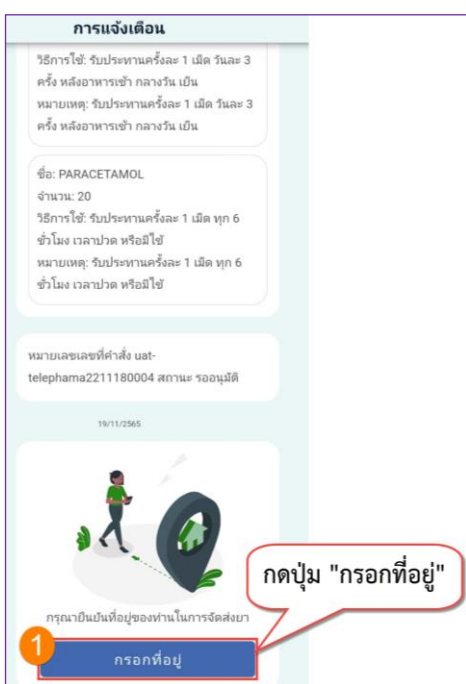 การแจ้งเตือน
วิธีการใช้: รับประทานครั้งละ 1 เม็ด วันละ 3
ครั้ง หลังอาหารเช้า กลางวัน เย็น
หมายเหตุ: รับประทานครั้งละ 1 เม็ด วันละ 3
ครั้ง หลังอาหารเช้า กลางวัน เย็น
ชื่อ: PARACETAMOL
จำนวน: 20
วิธีการใช้: รับประทานครั้งละ 1 เม็ด ทุก 6
ชั่วโมง เวลาปวด หรือมีไข้
หมายเหตุ: รับประทานครั้งละ 1 เม็ด ทุก 6
ชั่วโมง เวลาปวด หรือมีไข้
หมายเลขเลขที่คำสั่ง uat-
telephama2211180004 สถานะ รออนุมัติ
19/11/2565
กดปุ่ม "กรอกที่อยู่"
กรุณายืนยันที่อยู่ของท่านในการจัดส่งยา
1
กรอกที่อยู่